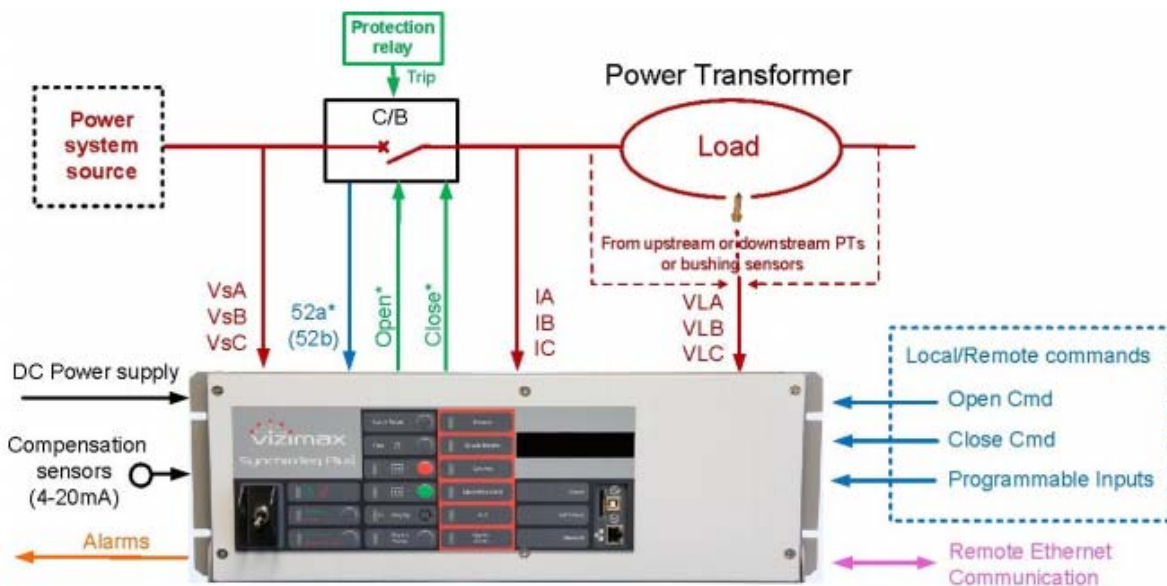 Protection
relay
Trip
Power Transformer
C/B
Power
system
source
Load
From upstream or downstream PTs
or bushing sensors
VsA
VsB
VsC
52a*
(52b)
Open*
Close*
IA
IB
IC
VLA
VLB
VLC
Local/Remote commands
Open Cmd
Close Cmd
Programmable Inputs
DC Power supply
Compensation
sensors
(4-20mA)
Alarms
Remote Ethernet
Communication
vizimax
Synchroteq Plus